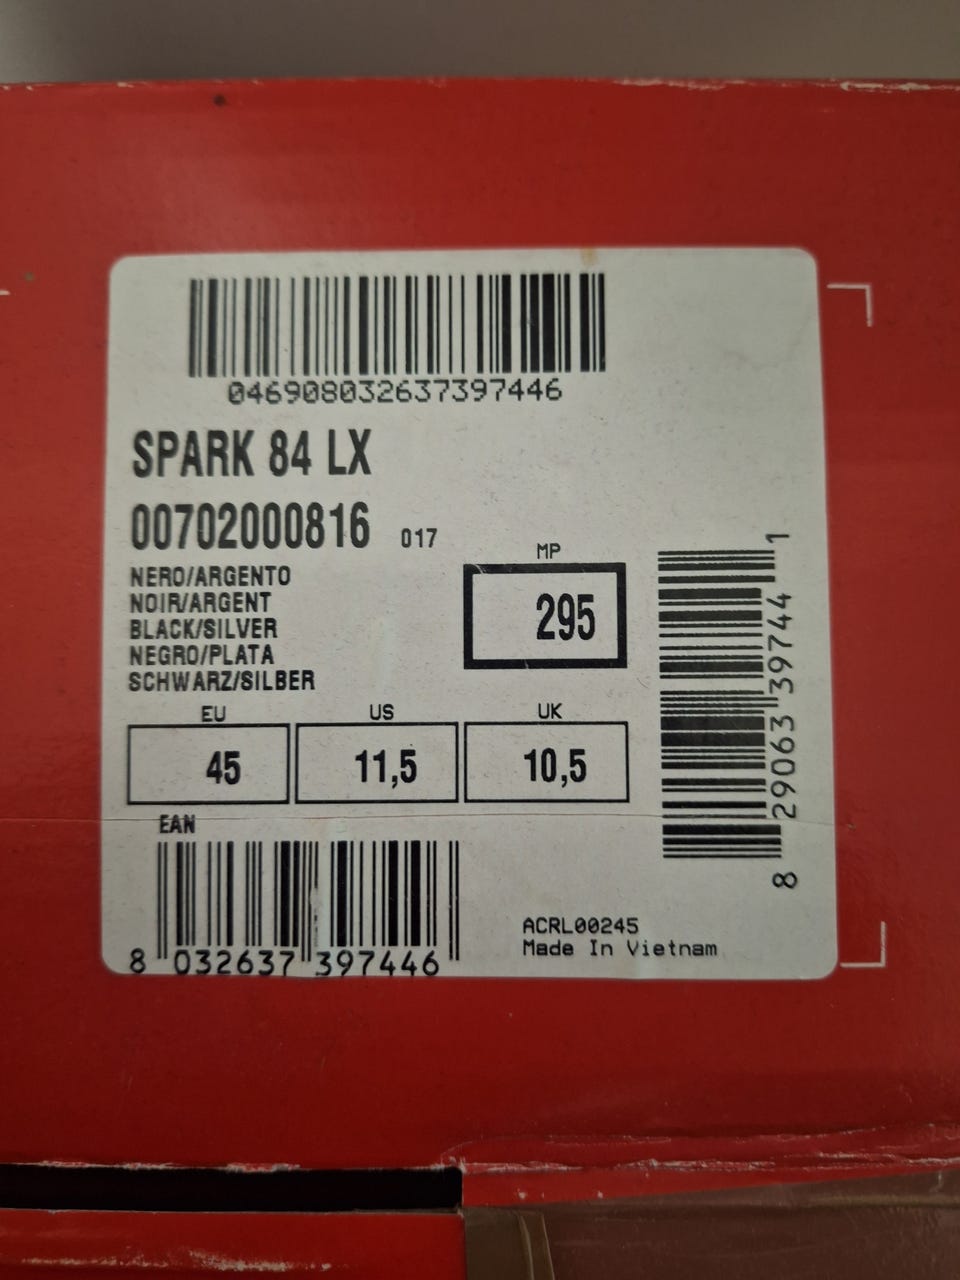 046908032637397446
SPARK 84 LX
00702000816 017
NERO/ARGENTO
NOIR/ARGENT
BLACK/SILVER
NEGRO/PLATA
SCHWARZ/SILBER
MP
295
EU US UK
45 11,5 10,5
EAN
8 032637 397446
8 29063 39744 1
ACRL00245
Made In Vietnam